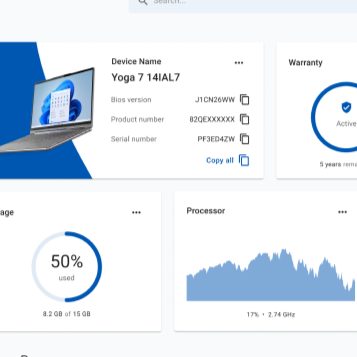 Search...
Device Name
Yoga 7 14IAL7
Bios version J1CN26WW
Product number 82QEXXXXXX
Serial number PF3ED4ZW
Copy all
Warranty
Active
5 years rema
age
50%
used
8.2 GB of 15 GB
Processor
17% • 2.74 GHz